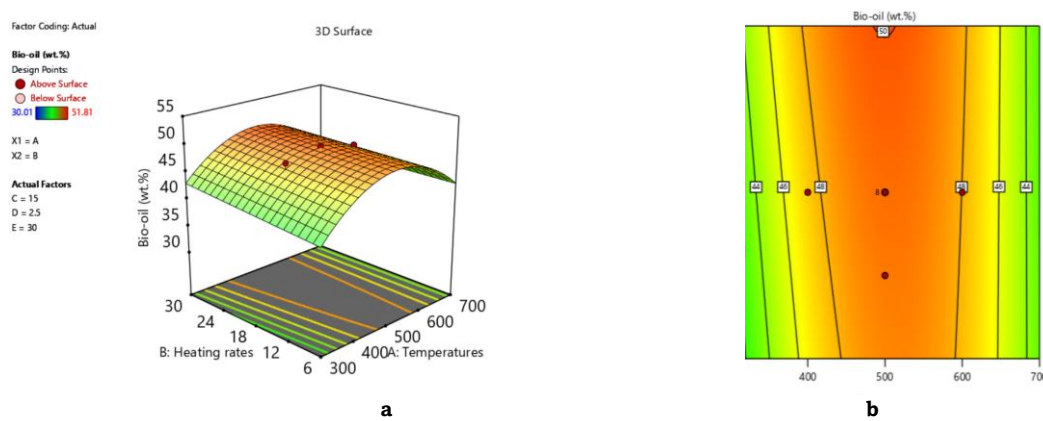 Factor Coding: Actual
3D Surface
Bio-oil (wt.%)
Design Points:
Above Surface
Below Surface
30.01 51.81
X1 = A
X2 = B
Actual Factors
C = 15
D = 2.5
E = 30
Bio-oil (wt.%)
55
50
45
40
35
30
30
24
18
12
6
B: Heating rates
300
400
500
600
700
A: Temperatures
a
Bio-oil (wt.%)
50
44 46 48 8 48 46 44
400 500 600 70
b